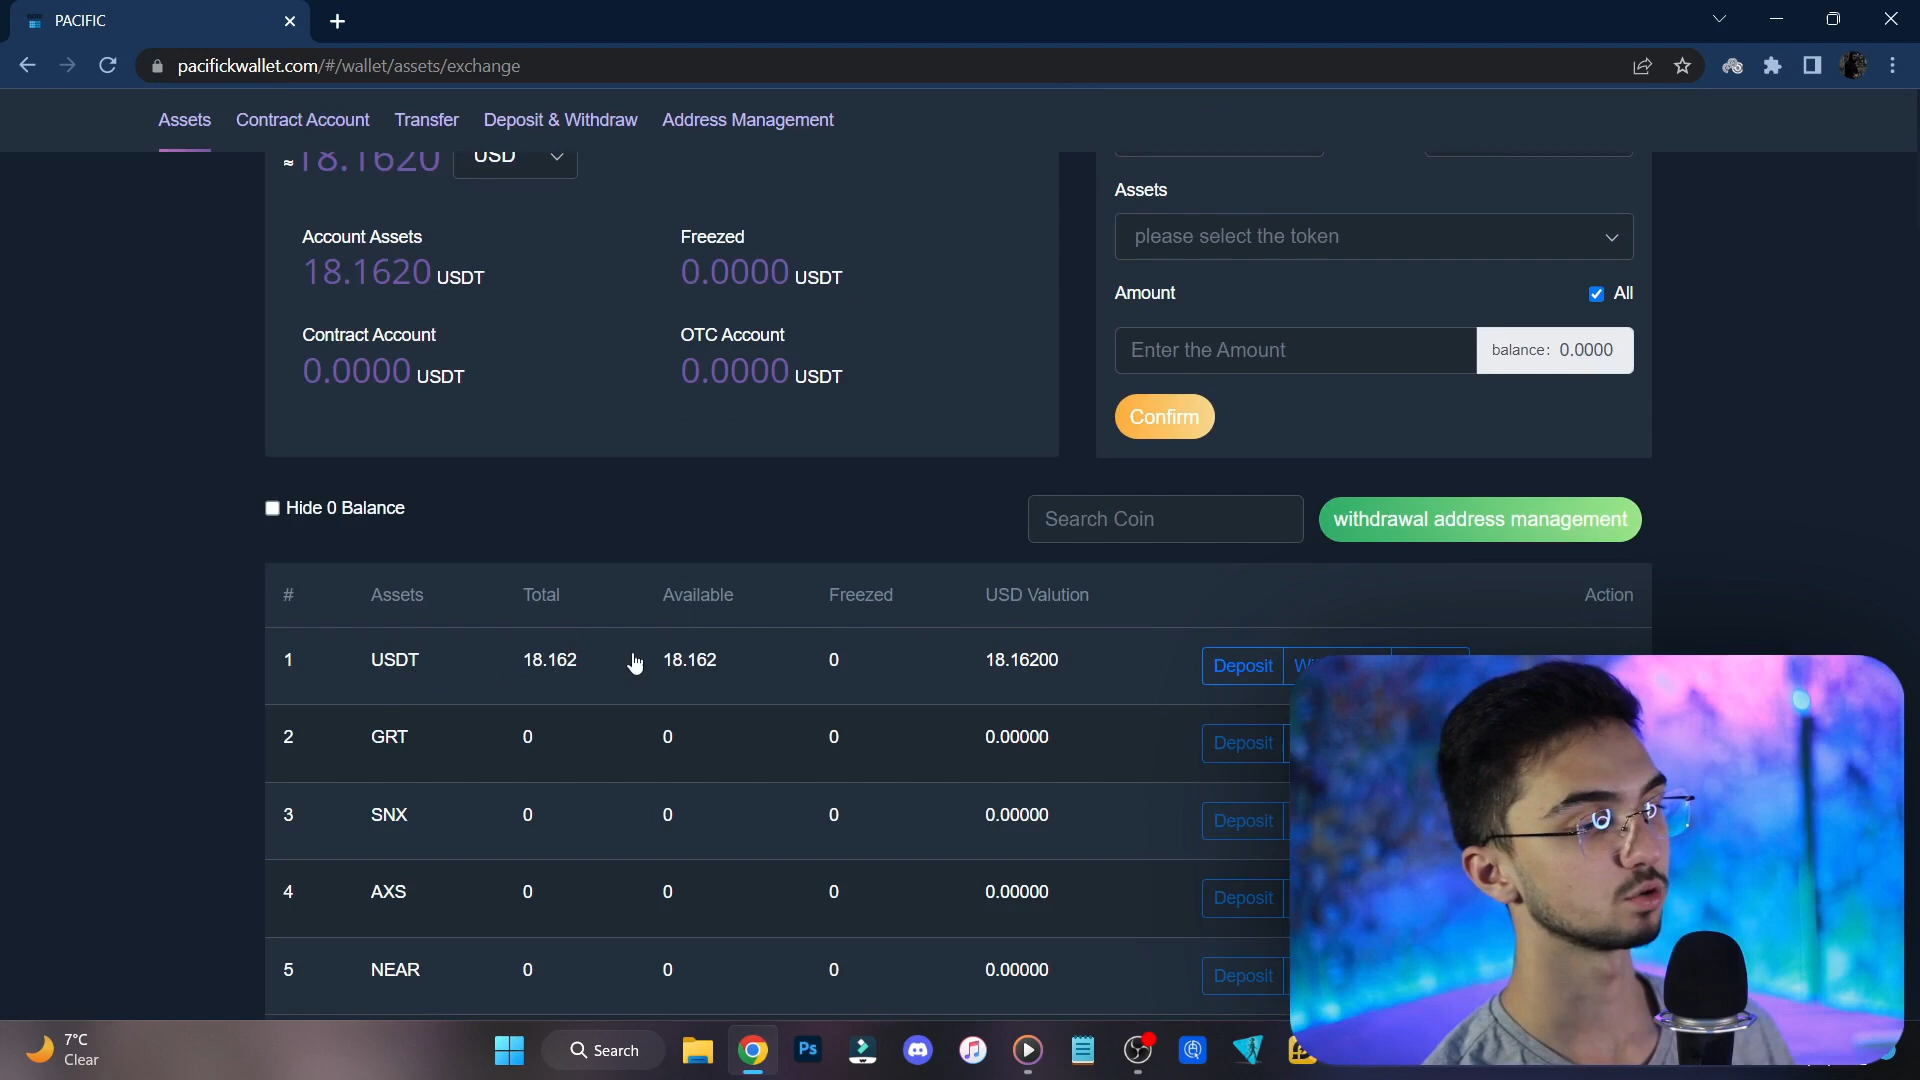 PACIFIC
pacifickwallet.com/#/wallet/assets/exchange
Assets Contract Account Transfer Deposit & Withdraw Address Management
≈18.1620 USD
Account Assets
18.1620 USDT
Freezed
0.0000 USDT
Contract Account
0.0000 USDT
OTC Account
0.0000 USDT
Assets
please select the token
Amount All
Enter the Amount balance: 0.0000
Confirm
Hide 0 Balance Search Coin withdrawal address management
# Assets Total Available Freezed USD Valution Action
1 USDT 18.162 18.162 0 18.16200 Deposit
2 GRT 0 0 0 0.00000 Deposit
3 SNX 0 0 0 0.00000 Deposit
4 AXS 0 0 0 0.00000 Deposit
5 NEAR 0 0 0 0.00000 Deposit
7°C
Clear
Search
Ps